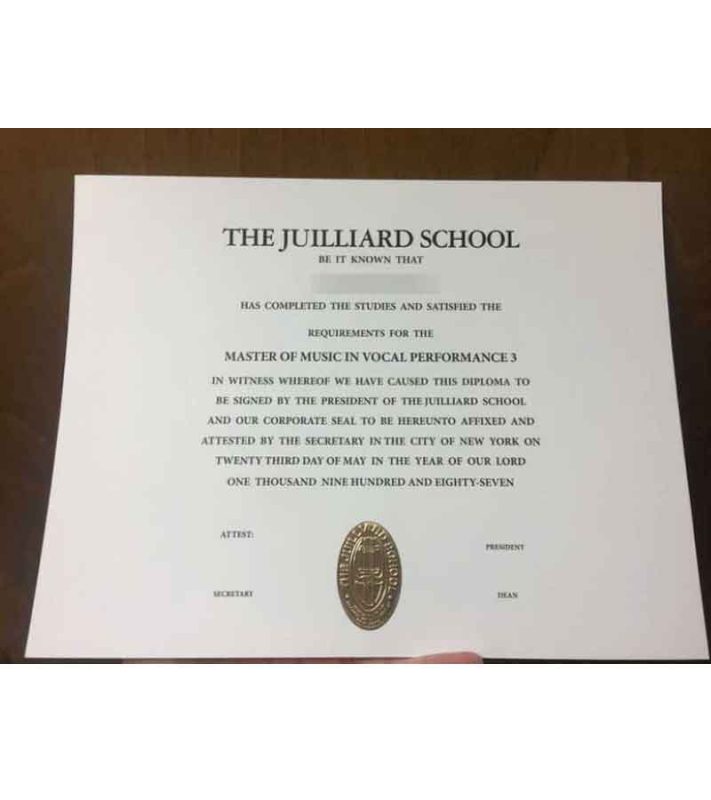 THE JUILLIARD SCHOOL
BE IT KNOWN THAT
HAS COMPLETED THE STUDIES AND SATISFIED THE
REQUIREMENTS FOR THE
MASTER OF MUSIC IN VOCAL PERFORMANCE 3
IN WITNESS WHEREOF WE HAVE CAUSED THIS DIPLOMA TO
BE SIGNED BY THE PRESIDENT OF THE JUILLIARD SCHOOL
AND OUR CORPORATE SEAL TO BE HEREUNTO AFFIXED AND
ATTESTED BY THE SECRETARY IN THE CITY OF NEW YORK ON
TWENTY THIRD DAY OF MAY IN THE YEAR OF OUR LORD
ONE THOUSAND NINE HUNDRED AND EIGHTY-SEVEN
ATTEST:
PRESIDENT
SECRETARY
DEAN